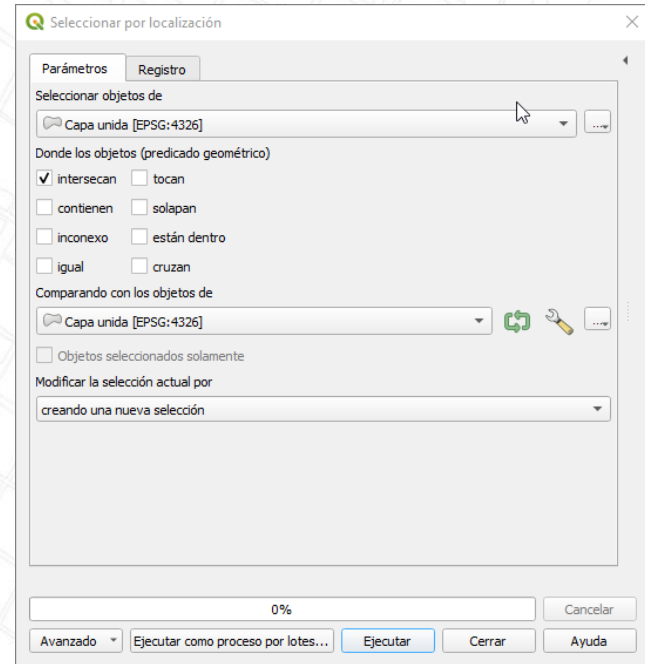 Seleccionar por localización
Parámetros Registro
Seleccionar objetos de
Capa unida [EPSG:4326]
Donde los objetos (predicado geométrico)
intersecan tocan
contienen solapan
inconexo están dentro
igual cruzan
Comparando con los objetos de
Capa unida [EPSG:4326]
Objetos seleccionados solamente
Modificar la selección actual por
creando una nueva selección
0% Cancelar
Avanzado Ejecutar como proceso por lotes... Ejecutar Cerrar Ayuda